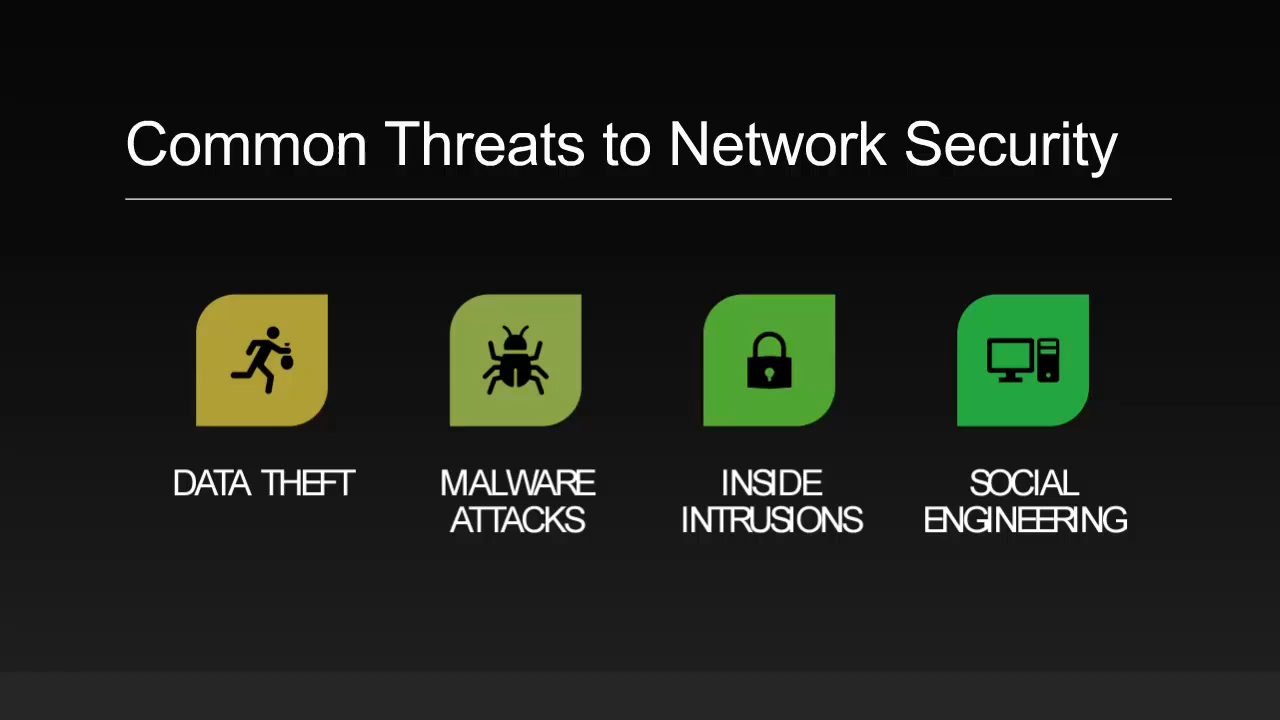 Common Threats to Network Security
DATA THEFT
MALWARE
ATTACKS
INSIDE
INTRUSIONS
SOCIAL
ENGINEERING